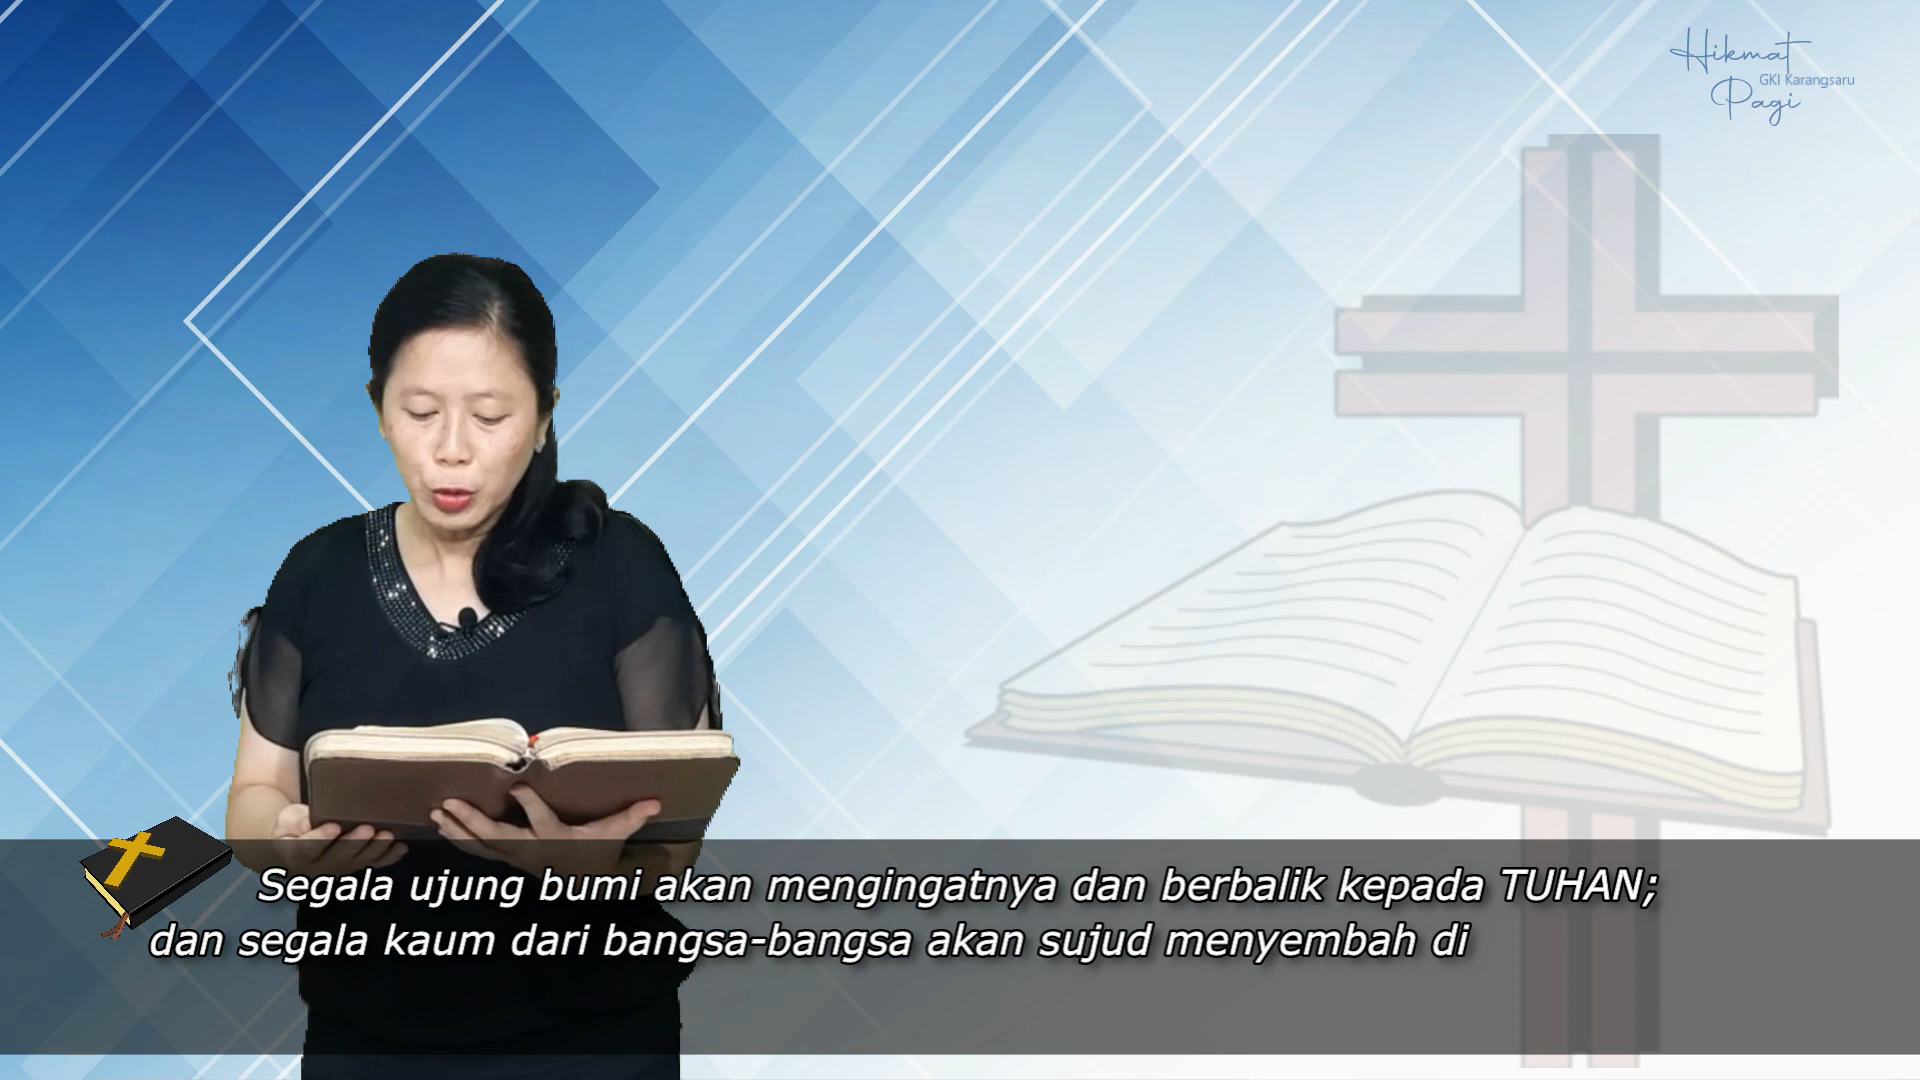 Hikmat
GKI Karangsaru
Pagi
Segala ujung bumi akan mengingatnya dan berbalik kepada TUHAN;
dan segala kaum dari bangsa-bangsa akan sujud menyembah di